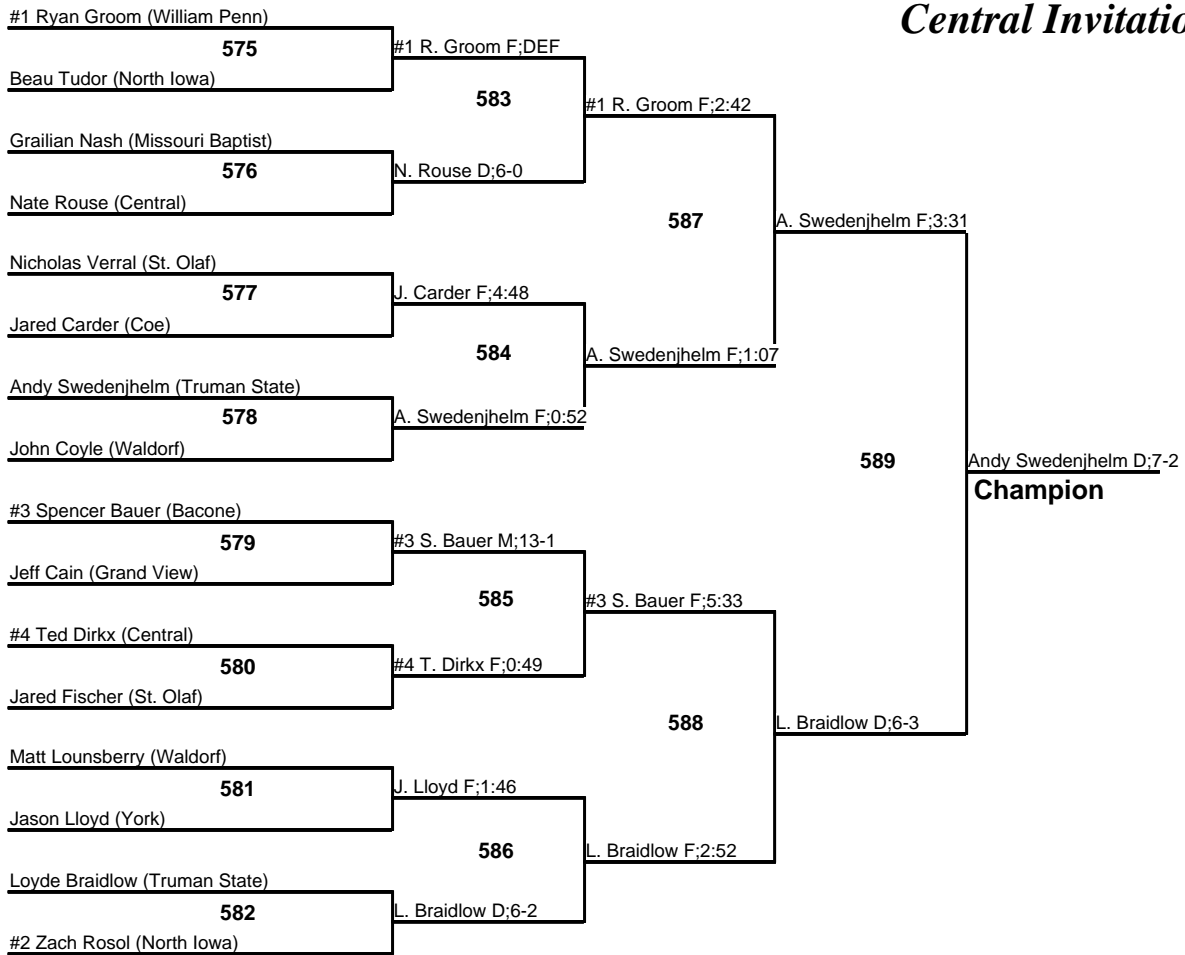 Central Invitatio
#1 Ryan Groom (William Penn)
575
Beau Tudor (North Iowa)
#1 R. Groom F;DEF
583
Grailian Nash (Missouri Baptist)
576
Nate Rouse (Central)
N. Rouse D;6-0
#1 R. Groom F;2:42
587
Nicholas Verral (St. Olaf)
577
Jared Carder (Coe)
J. Carder F;4:48
584
Andy Swedenjhelm (Truman State)
578
John Coyle (Waldorf)
A. Swedenjhelm F;0:52
A. Swedenjhelm F;1:07
A. Swedenjhelm F;3:31
589
Andy Swedenjhelm D;7-2
Champion
#3 Spencer Bauer (Bacone)
579
Jeff Cain (Grand View)
#3 S. Bauer M;13-1
585
#4 Ted Dirkx (Central)
580
Jared Fischer (St. Olaf)
#4 T. Dirkx F;0:49
#3 S. Bauer F;5:33
588
L. Braidlow D;6-3
Matt Lounsberry (Waldorf)
581
Jason Lloyd (York)
J. Lloyd F;1:46
586
Loyde Braidlow (Truman State)
582
#2 Zach Rosol (North Iowa)
L. Braidlow D;6-2
L. Braidlow F;2:52